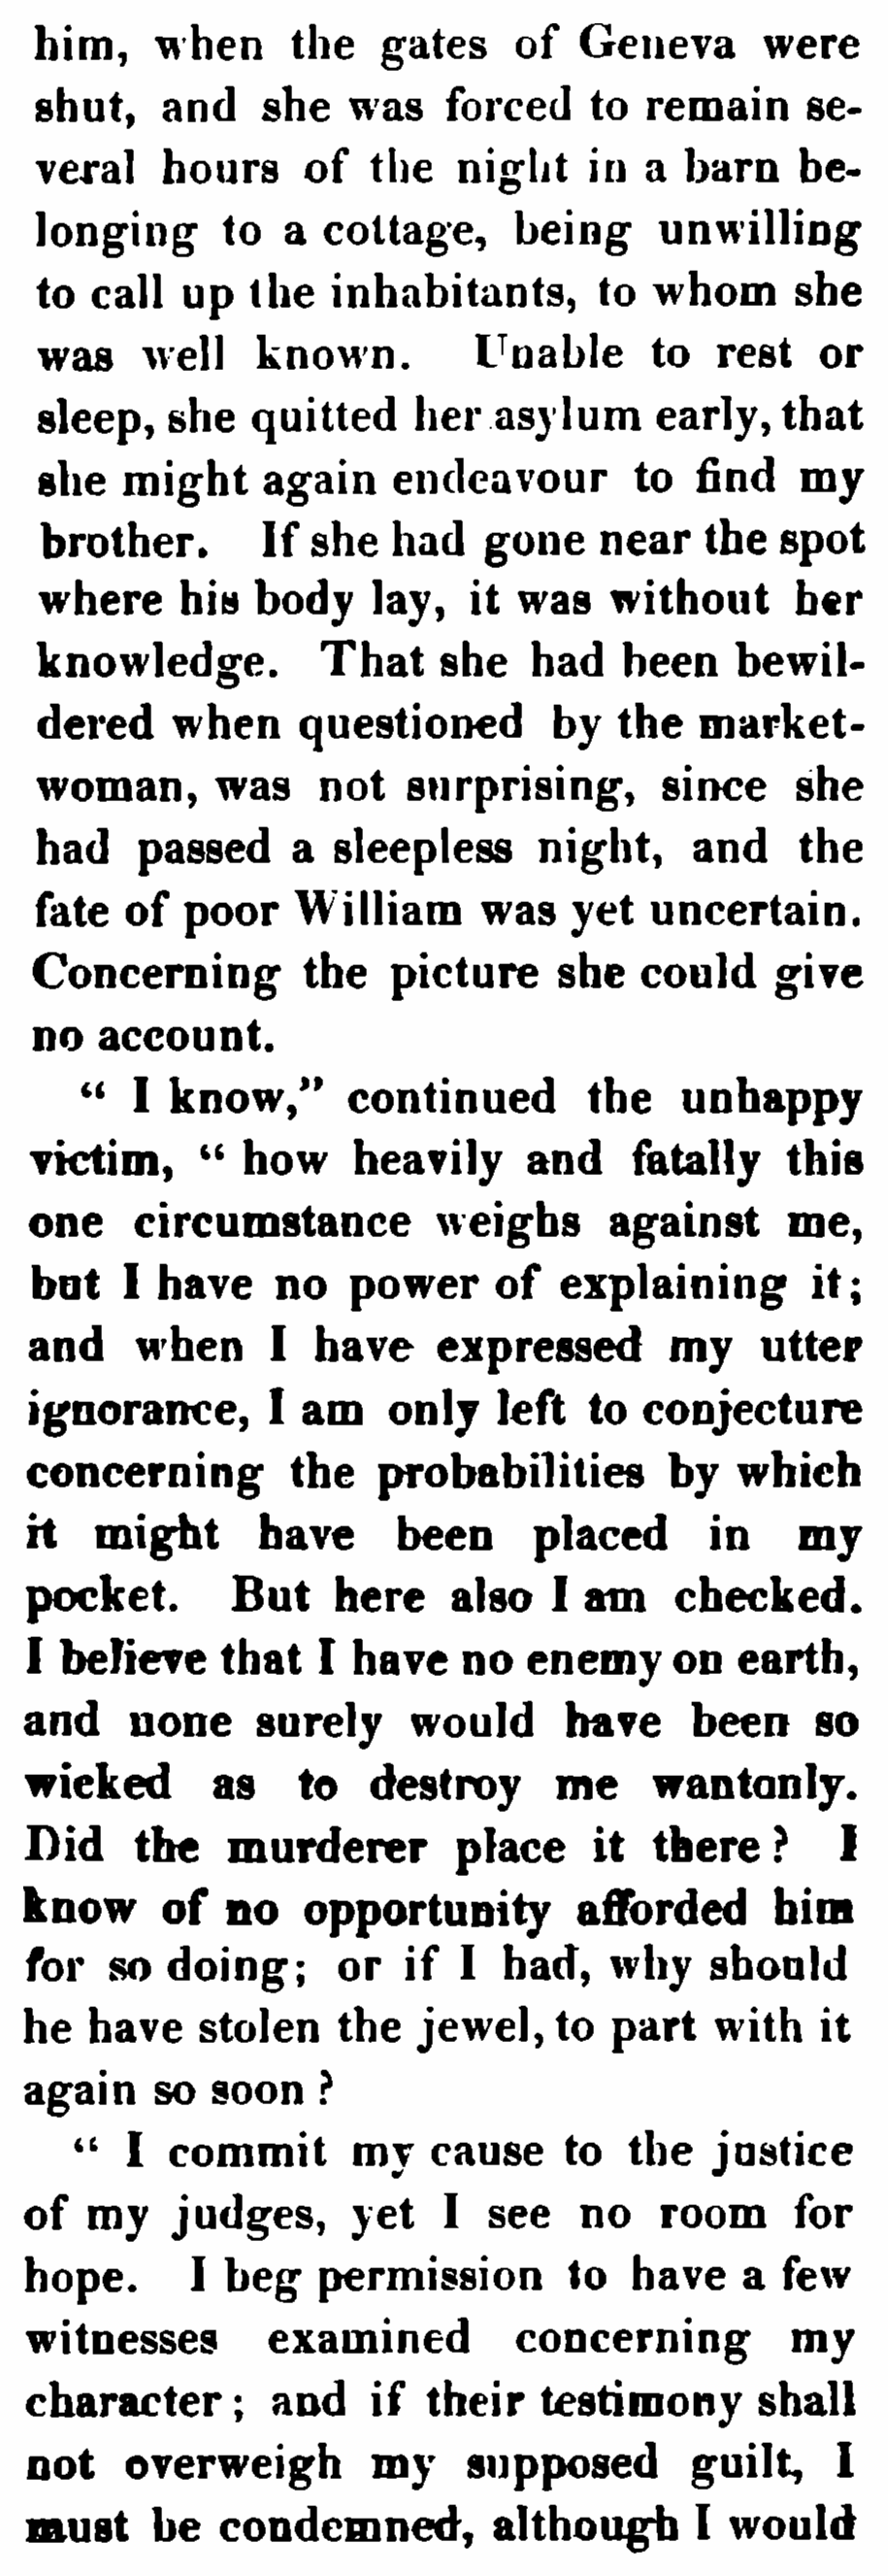 him, when the gates of Geneva were
shut, and she was forced to remain se-
veral hours of the night in a barn be-
longing to a cottage, being unwilling
to call up the inhabitants, to whom she
was well known. Unable to rest or
sleep, she quitted her asylum early, that
she might again endeavour to find my
brother. If she had gone near the spot
where his body lay, it was without her
knowledge. That she had been bewil-
dered when questioned by the market-
woman, was not surprising, since she
had passed a sleepless night, and the
fate of poor William was yet uncertain.
Concerning the picture she could give
no account.
“ I know,” continued the unhappy
victim, “ how heavily and fatally this
one circumstance weighs against me,
but I have no power of explaining it;
and when I have expressed my utter
ignorance, I am only left to conjecture
concerning the probabilities by which
it might have been placed in my
pocket. But here also I am checked.
I believe that I have no enemy on earth,
and none surely would have been so
wicked as to destroy me wantonly.
Did the murderer place it there? I
know of no opportunity afforded him
for so doing; or if I had, why should
he have stolen the jewel, to part with it
again so soon ?
“ I commit my cause to the justice
of my judges, yet I see no room for
hope. I beg permission to have a few
witnesses examined concerning my
character; and if their testimony shall
not overweigh my supposed guilt, I
must be condemned, although I would